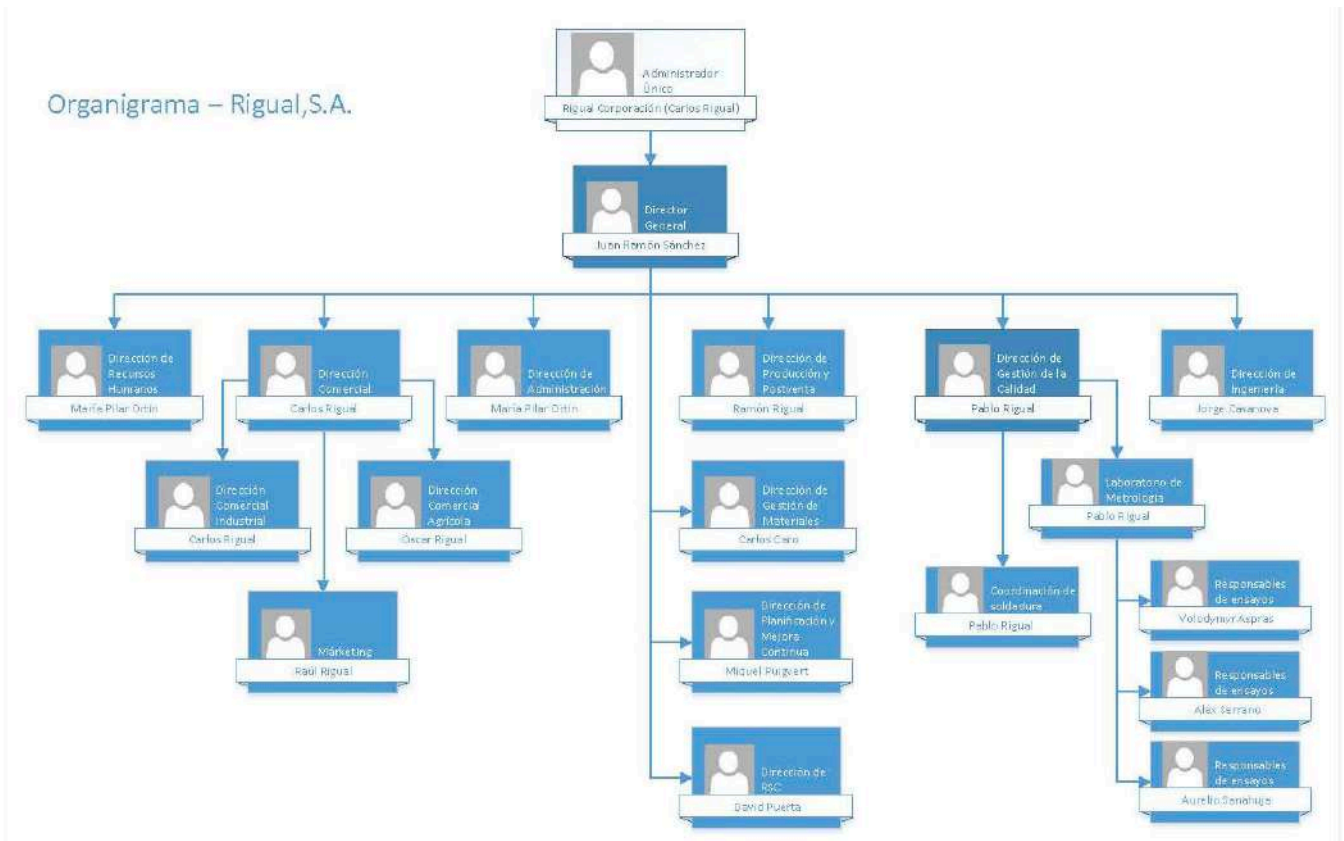 Organigrama – Rigual,S.A.
Administrador
Único
Rigual Corporación (Carlos Rigual)
Director
General
Juan Ramón Sánchez
Dirección de
Recursos
Humanos
María Pilar Ortín
Dirección
Comercial
Carlos Rigual
Dirección de
Administración
María Pilar Ortín
Dirección de
Producción y
Postventa
Ramón Rigual
Dirección de
Gestión de la
Calidad
Pablo Rigual
Dirección de
Ingeniería
Jorge Casanova
Dirección
Comercial
Industrial
Carlos Rigual
Dirección
Comercial
Agrícola
Óscar Rigual
Dirección de
Gestión de
Materiales
Carlos Caro
Laboratorio de
Metrología
Pablo Rigual
Márketing
Raúl Rigual
Dirección de
Planificación y
Mejora
Continua
Miquel Puigvert
Coordinación de
soldadura
Pablo Rigual
Responsables
de ensayos
Volodymyr Aspras
Responsables
de ensayos
Aléx Serrano
Dirección de
RSC
David Puerta
Responsables
de ensayos
Aurelio Sanahuja